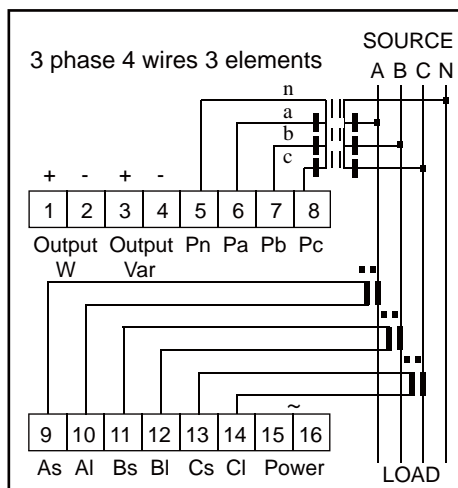 SOURCE
3 phase 4 wires 3 elements
A B C N
n
a
b
c
+ - + -
1 2 3 4 5 6 7 8
Output Output Pn Pa Pb Pc
W Var
~
9 10 11 12 13 14 15 16
As Al Bs Bl Cs Cl Power
LOAD